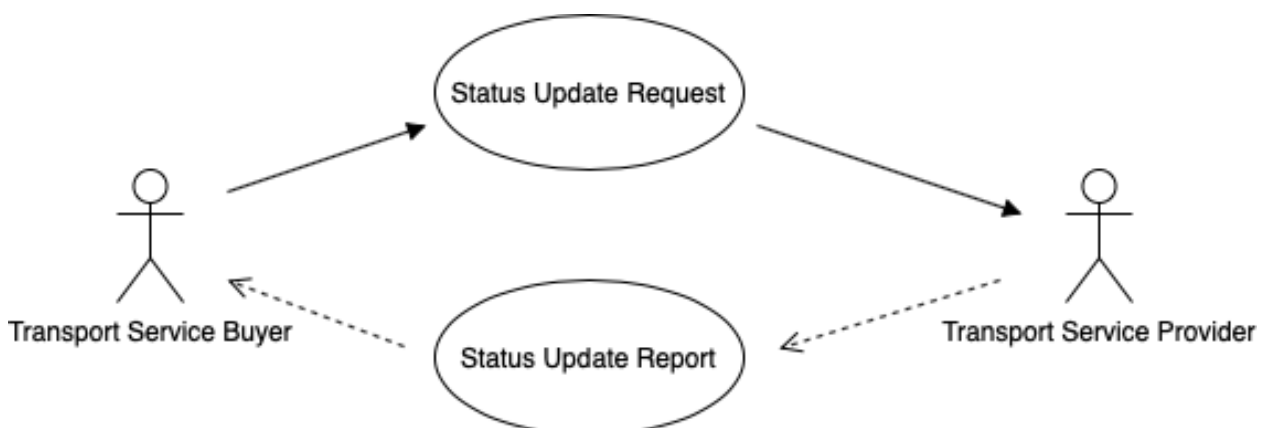 Status Update Request
Transport Service Buyer
Transport Service Provider
Status Update Report